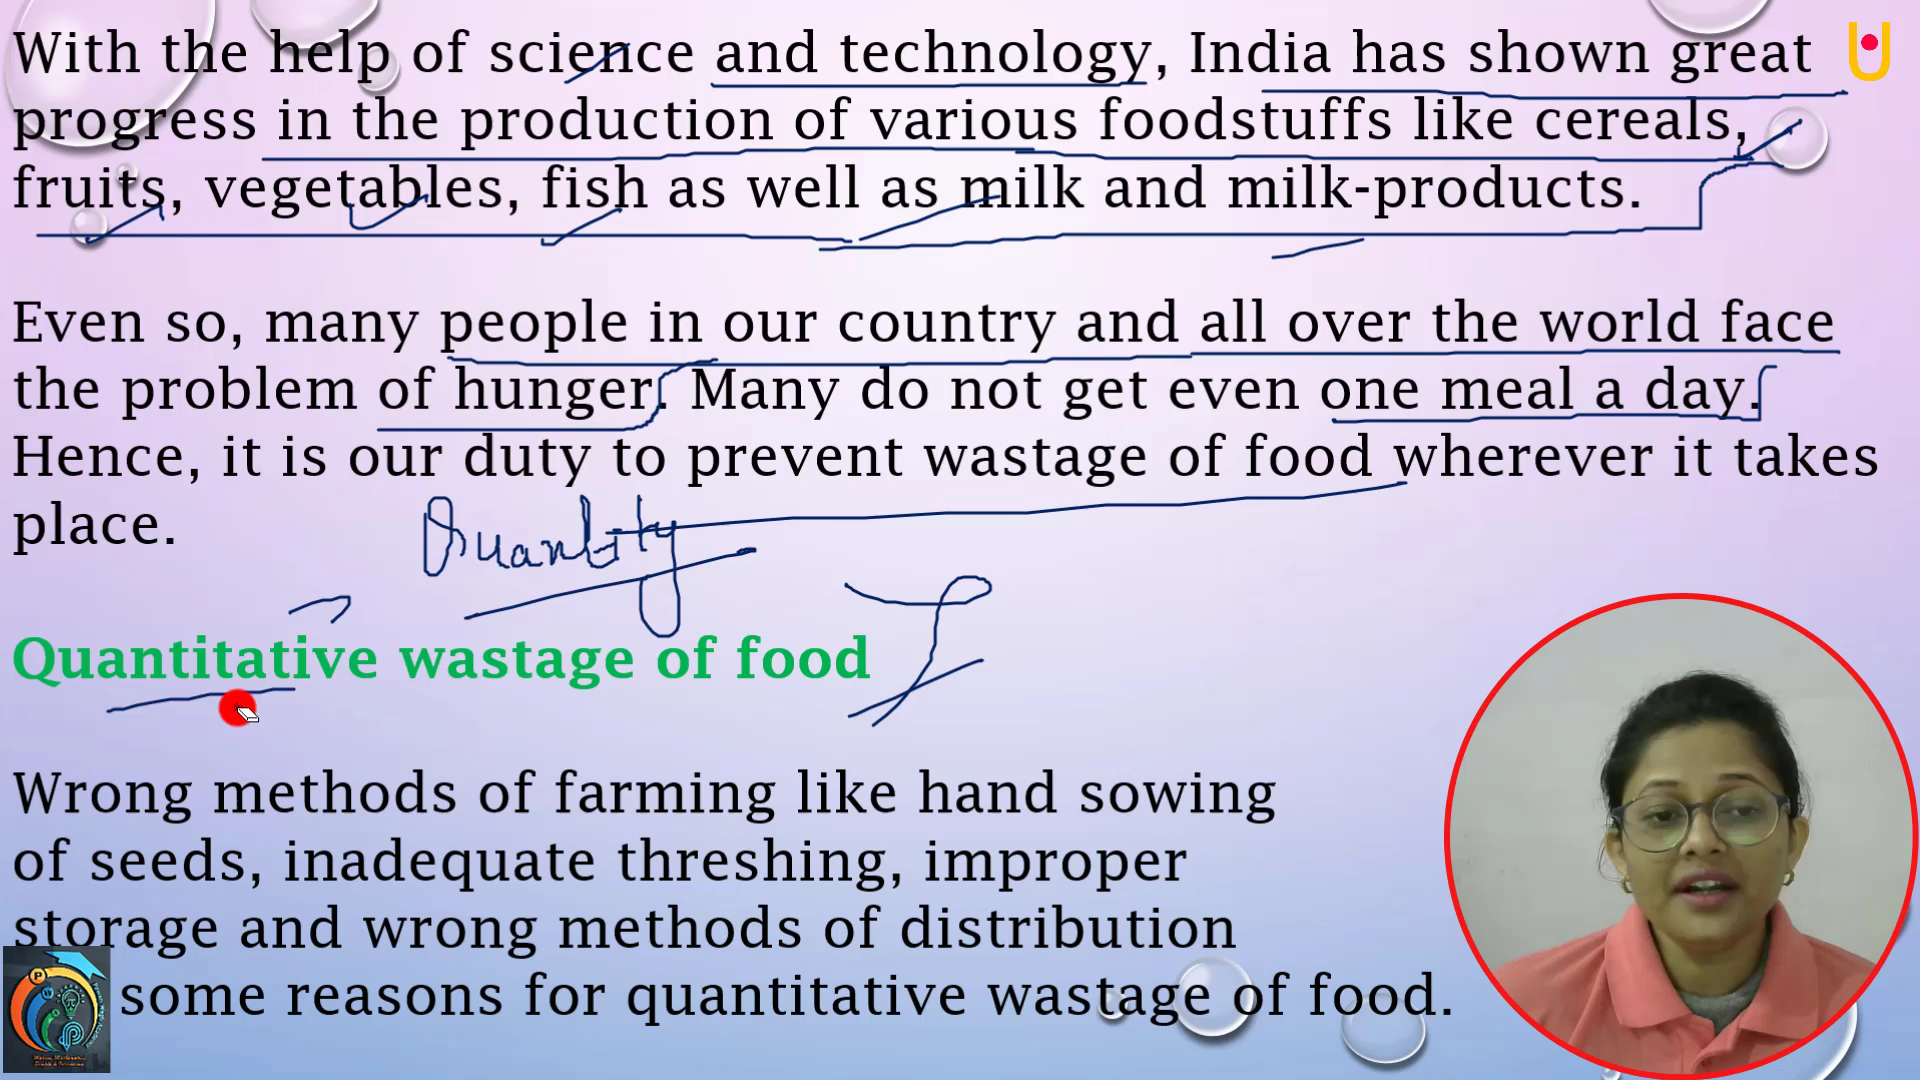 With the help of science and technology, India has shown great
progress in the production of various foodstuffs like cereals,
fruits, vegetables, fish as well as milk and milk-products.
Even so, many people in our country and all over the world face
the problem of hunger. Many do not get even one meal a day.
Hence, it is our duty to prevent wastage of food wherever it takes
place.
Quantity
Quantitative wastage of food
Wrong methods of farming like hand sowing
of seeds, inadequate threshing, improper
storage and wrong methods of distribution
some reasons for quantitative wastage of food.